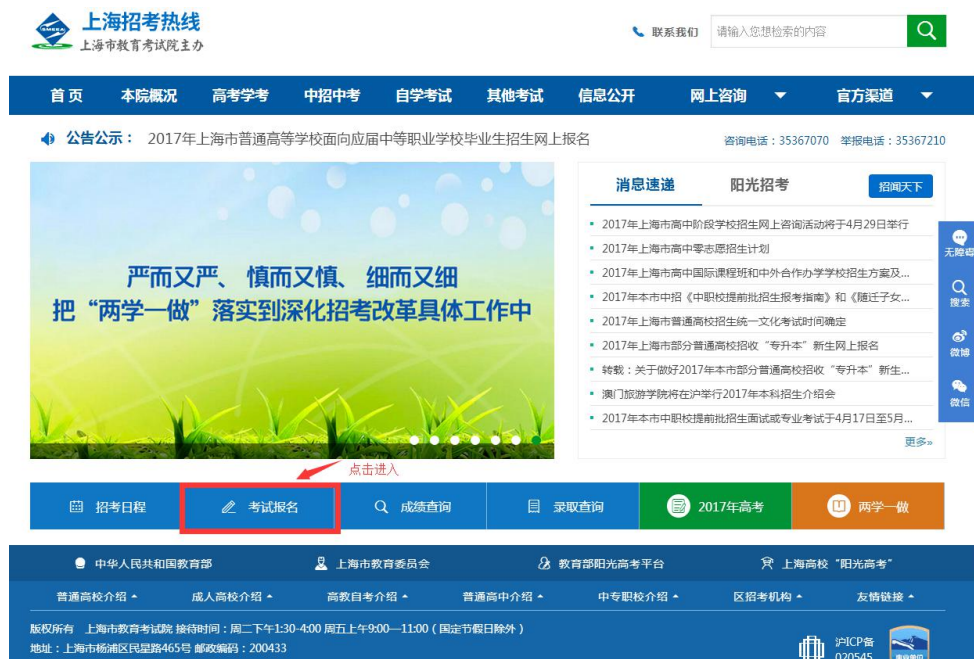 上海招考热线
上海市教育考试院主办
联系我们 请输入您想检索的内容
首页 本院概况 高考学考 中招中考 自学考试 其他考试 信息公开 网上咨询 官方渠道
公告公示： 2017年上海市普通高等学校面向应届中等职业学校毕业生招生网上报名 咨询电话：35367070 举报电话：35367210
消息速递 阳光招考 招闻天下
2017年上海市高中阶段学校招生网上咨询活动将于4月29日举行
2017年上海市高中零志愿招生计划
2017年上海市高中国际课程班和中外合作办学学校招生方案及...
2017年本市中招《中职校提前批招生报考指南》和《随迁子女...
2017年上海市普通高校招生统一文化考试时间确定
2017年上海市部分普通高校招收“专升本”新生网上报名
转载：关于做好2017年本市部分普通高校招收“专升本”新生...
澳门旅游学院将在沪举行2017年本科招生介绍会
2017年本市中职校提前批招生面试或专业考试于4月17日至5月...
更多»
严而又严、慎而又慎、细而又细
把“两学一做”落实到深化招考改革具体工作中
无障碍
搜索
微博
微信
点击进入
招考日程 考试报名 成绩查询 录取查询 2017年高考 两学一做
中华人民共和国教育部 上海市教育委员会 教育部阳光高考平台 上海高校“阳光高考”
普通高校介绍 成人高校介绍 高教自考介绍 普通高中介绍 中专职校介绍 区招考机构 友情链接
版权所有 上海市教育考试院 接待时间：周二下午1:30-4:00 周五上午9:00—11:00（国定节假日除外）
地址：上海市杨浦区民星路465号 邮政编码：200433
沪ICP备
020545
事业单位